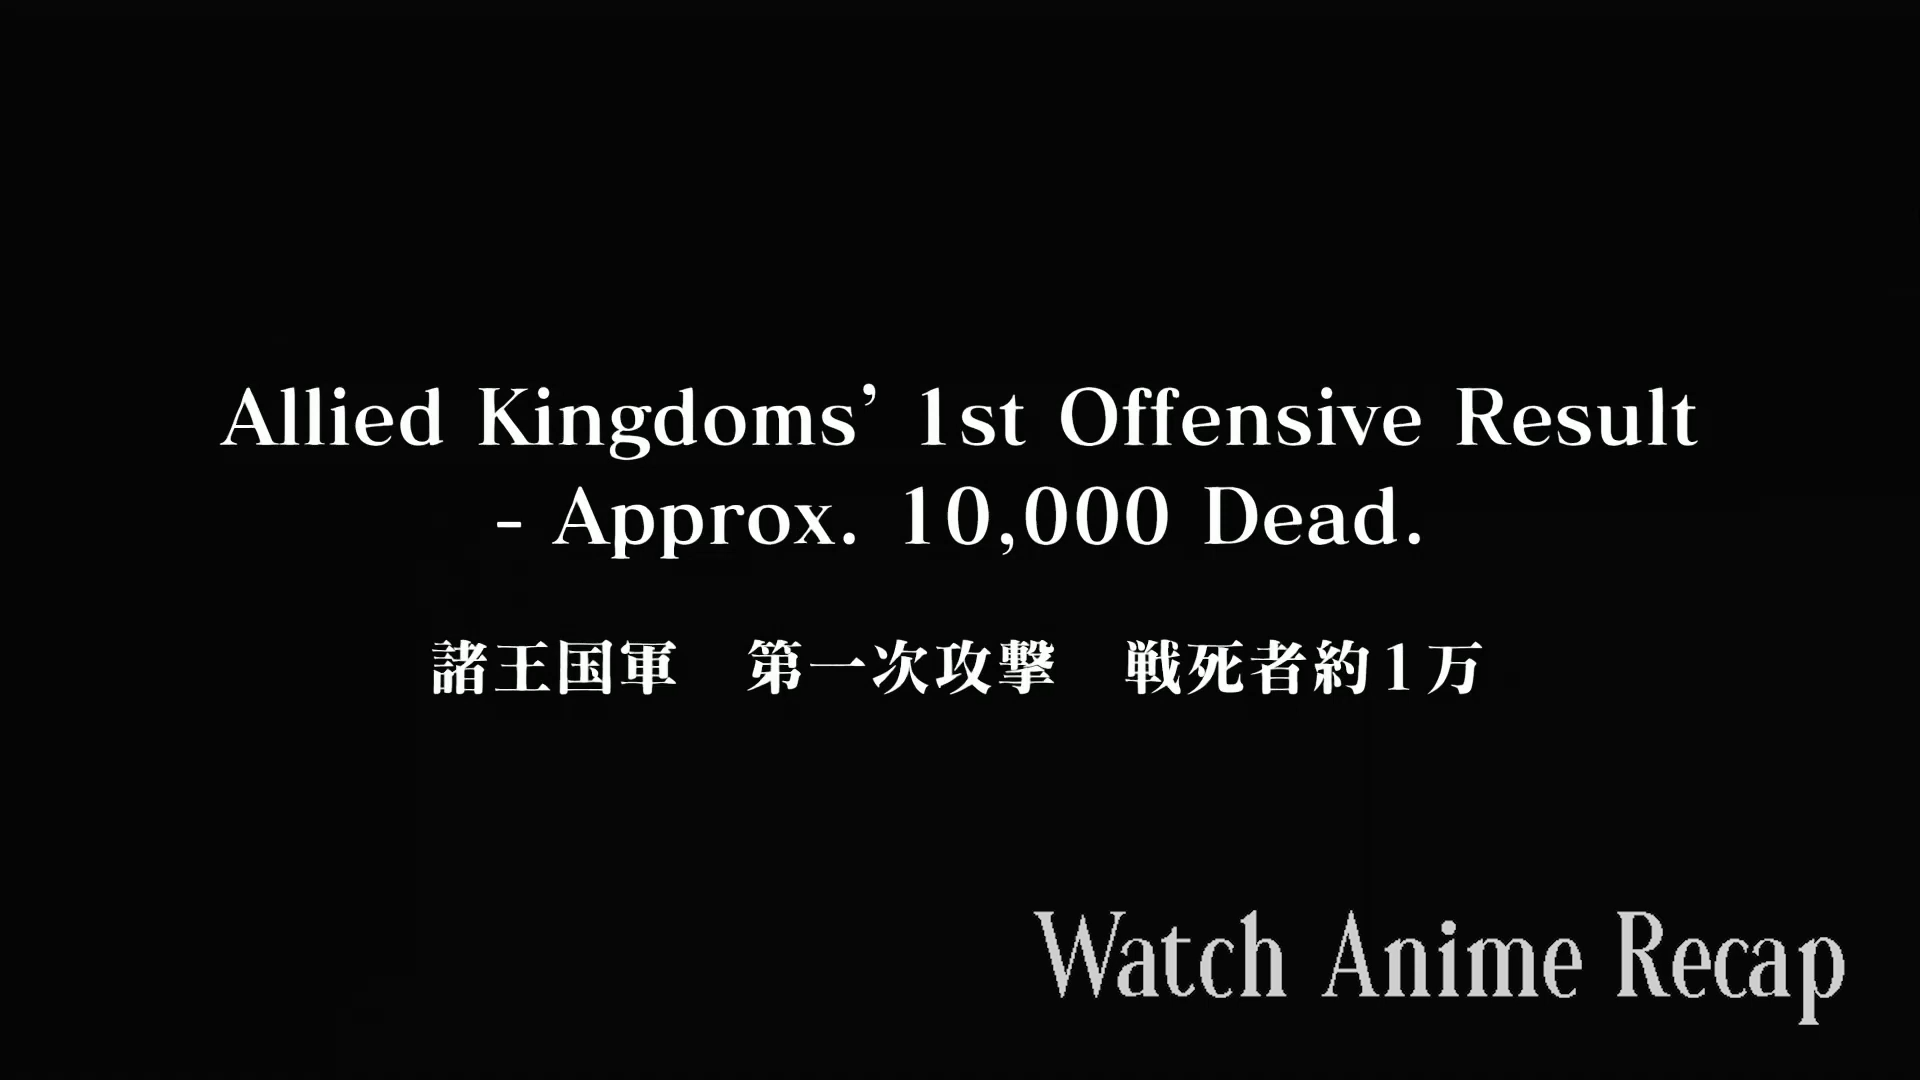 Allied Kingdoms’ 1st Offensive Result
- Approx. 10,000 Dead.
諸王国軍　第一次攻撃　戦死者約1万
Watch Anime Recap